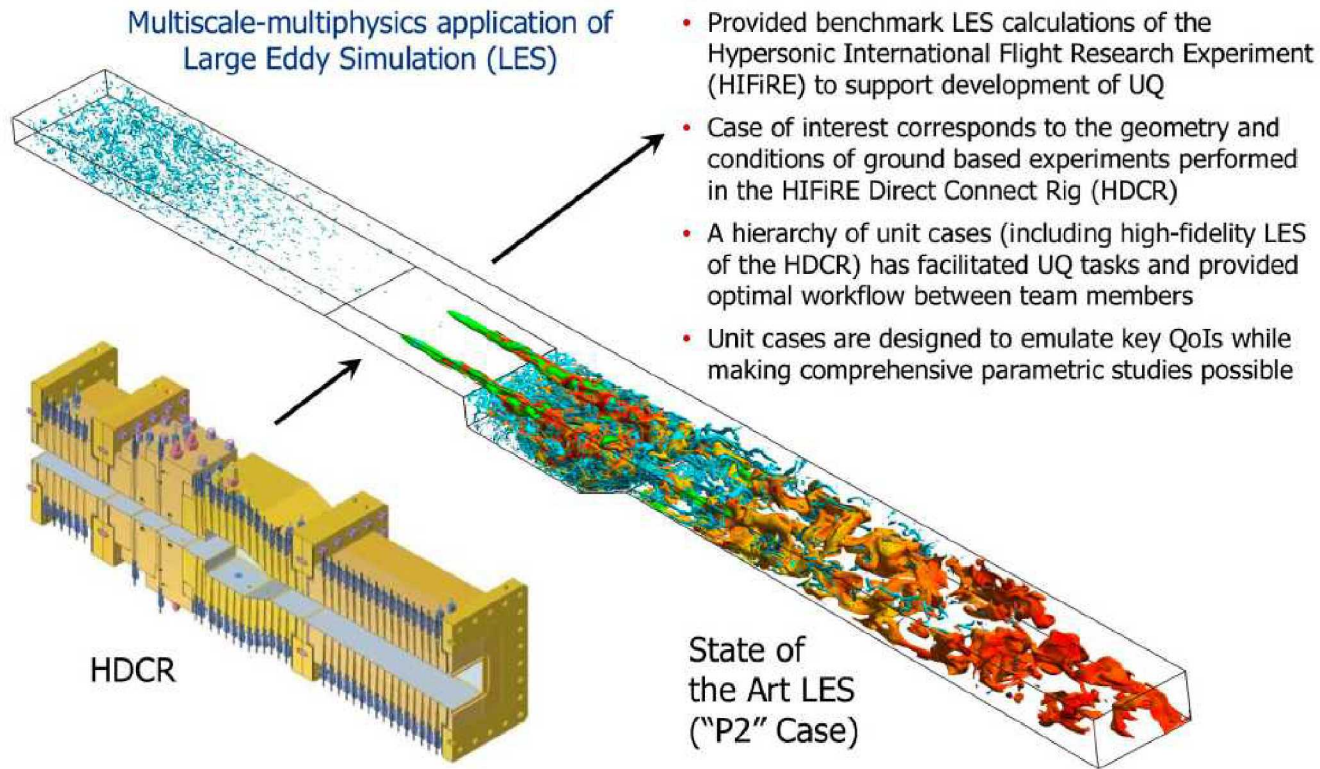 Multiscale-multiphysics application of
Large Eddy Simulation (LES)
• Provided benchmark LES calculations of the
Hypersonic International Flight Research Experiment
(HIFiRE) to support development of UQ
• Case of interest corresponds to the geometry and
conditions of ground based experiments performed
in the HIFiRE Direct Connect Rig (HDCR)
• A hierarchy of unit cases (including high-fidelity LES
of the HDCR) has facilitated UQ tasks and provided
optimal workflow between team members
• Unit cases are designed to emulate key QoIs while
making comprehensive parametric studies possible
HDCR
State of
the Art LES
(“P2” Case)